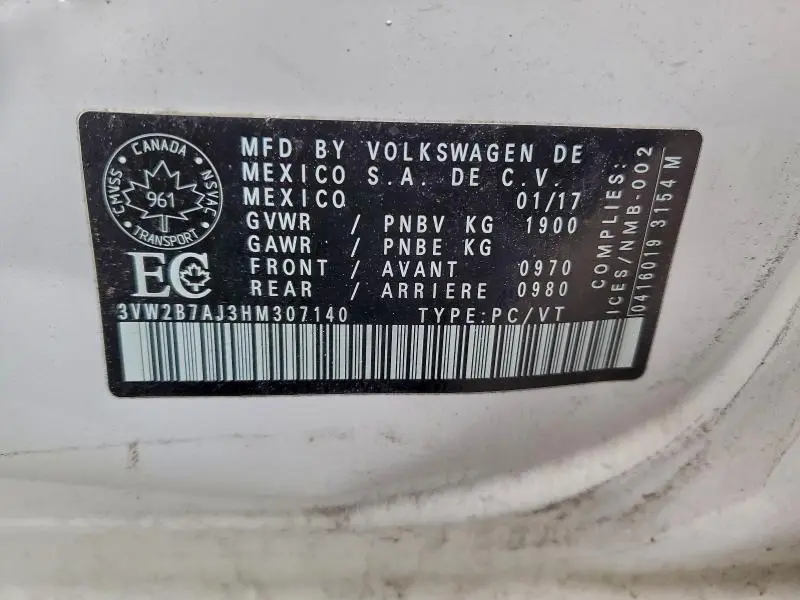 CANADA
CMVSS
NSVAC
961
TRANSPORT
EC
MFD BY VOLKSWAGEN DE
MEXICO S.A. DE C.V.
MEXICO 01/17
GVWR / PNBV KG 1900
GAWR / PNBE KG
FRONT / AVANT 0970
REAR / ARRIERE 0980
3VW2B7AJ3HM307140 TYPE:PC/VT
COMPLIES:
ICES/NMB-002
0416019 3154 M